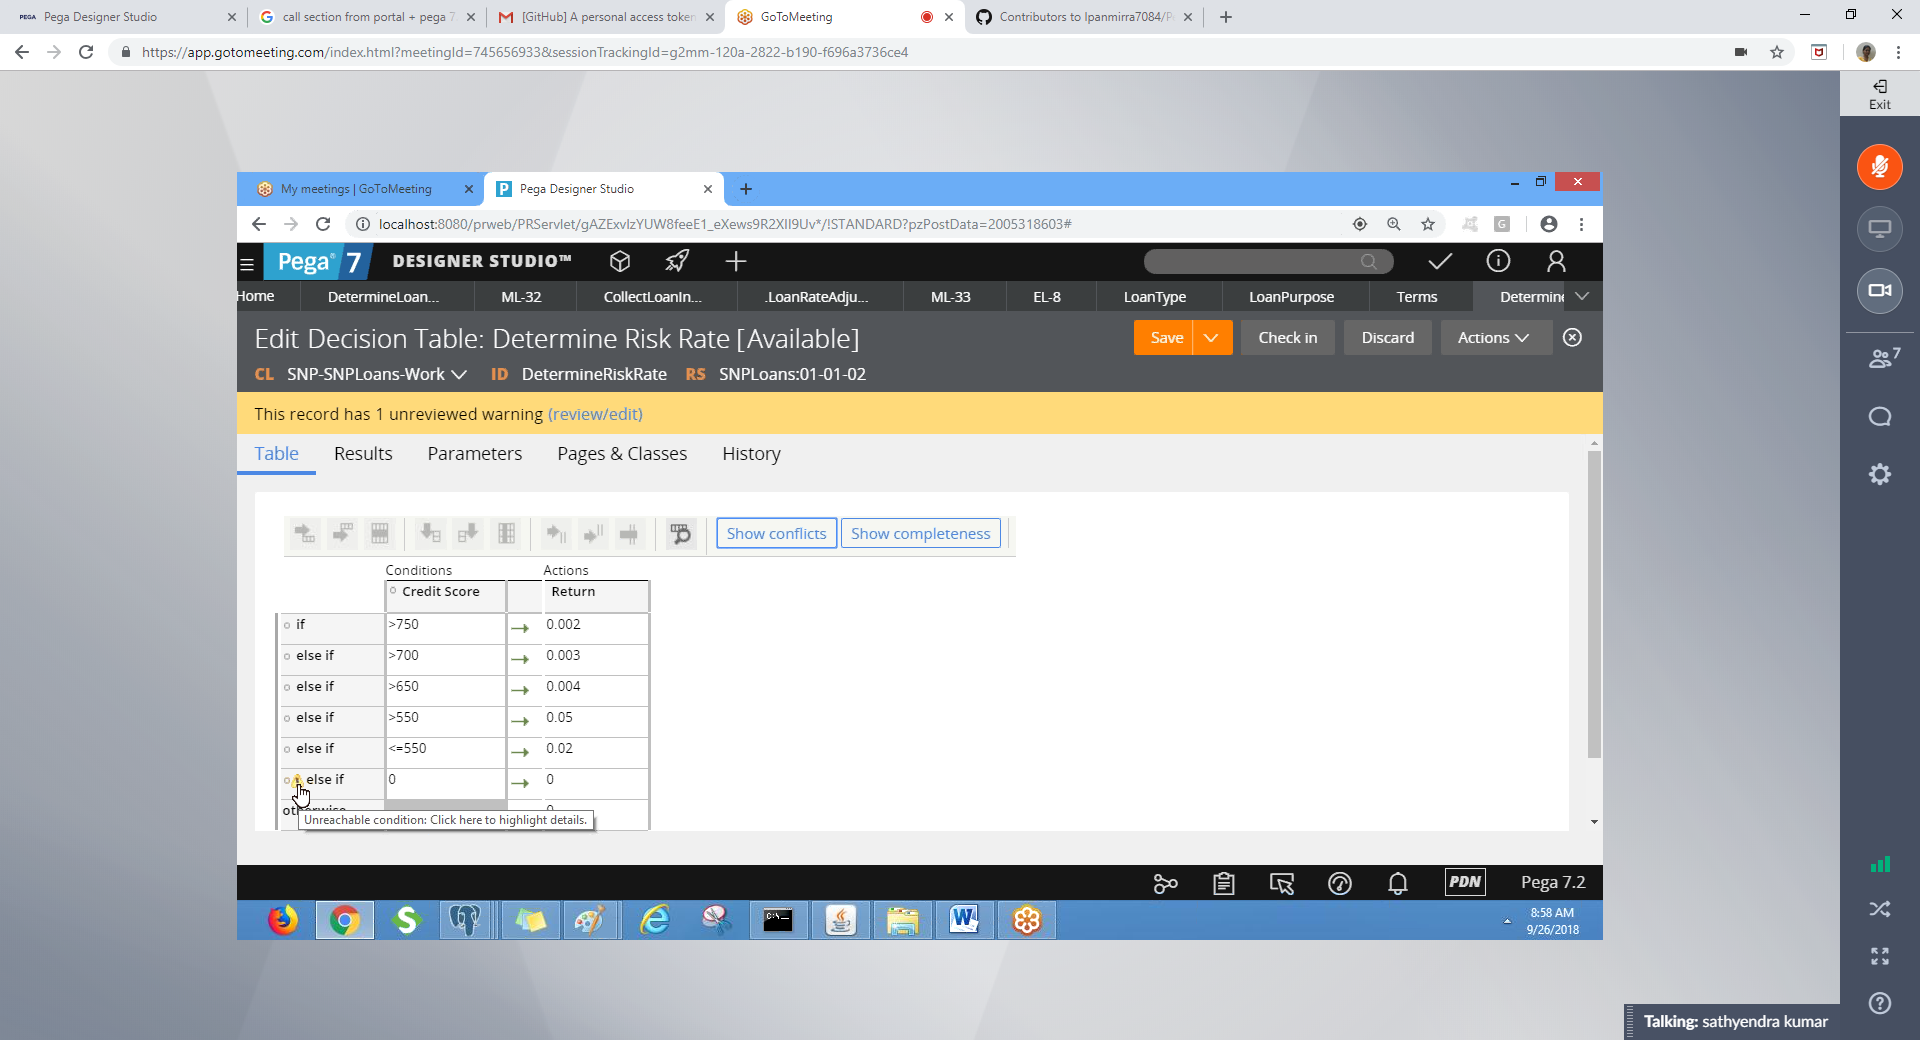 PEGA Pega Designer Studio
call section from portal + pega 7
[GitHub] A personal access token
GoToMeeting
Contributors to lpanmirra7084/P
https://app.gotomeeting.com/index.html?meetingId=745656933&sessionTrackingId=g2mm-120a-2822-b190-f696a3736ce4
Exit
My meetings | GoToMeeting
Pega Designer Studio
localhost:8080/prweb/PRServlet/gAZExvlzYUW8feeE1_eXews9R2XII9Uv*/!STANDARD?pzPostData=2005318603#
Pega 7 DESIGNER STUDIO™
Home DetermineLoan... ML-32 CollectLoanIn... .LoanRateAdju... ML-33 EL-8 LoanType LoanPurpose Terms Determine
Edit Decision Table: Determine Risk Rate [Available]
Save Check in Discard Actions
CL SNP-SNPLoans-Work ID DetermineRiskRate RS SNPLoans:01-01-02
7
This record has 1 unreviewed warning (review/edit)
Table Results Parameters Pages & Classes History
Show conflicts Show completeness
Conditions Actions
Credit Score Return
if >750 0.002
else if >700 0.003
else if >650 0.004
else if >550 0.05
else if <=550 0.02
else if 0 0
otherwise 0
Unreachable condition: Click here to highlight details.
PDN Pega 7.2
8:58 AM
9/26/2018
Talking: sathyendra kumar